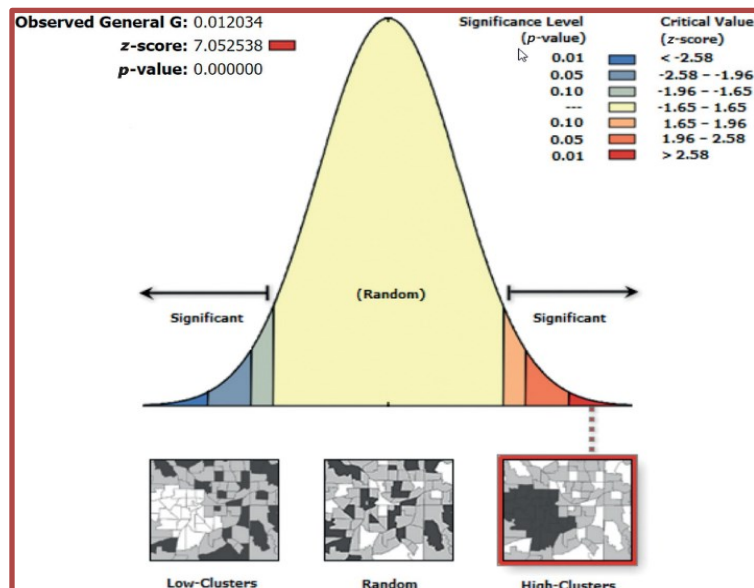 Observed General G: 0.012034
z-score: 7.052538
p-value: 0.000000
Significance Level
(p-value)
Critical Value
(z-score)
0.01 < -2.58
0.05 -2.58 – -1.96
0.10 -1.96 – -1.65
--- -1.65 – 1.65
0.10 1.65 – 1.96
0.05 1.96 – 2.58
0.01 > 2.58
(Random)
Significant
Significant
Low-Clusters
Random
High-Clusters